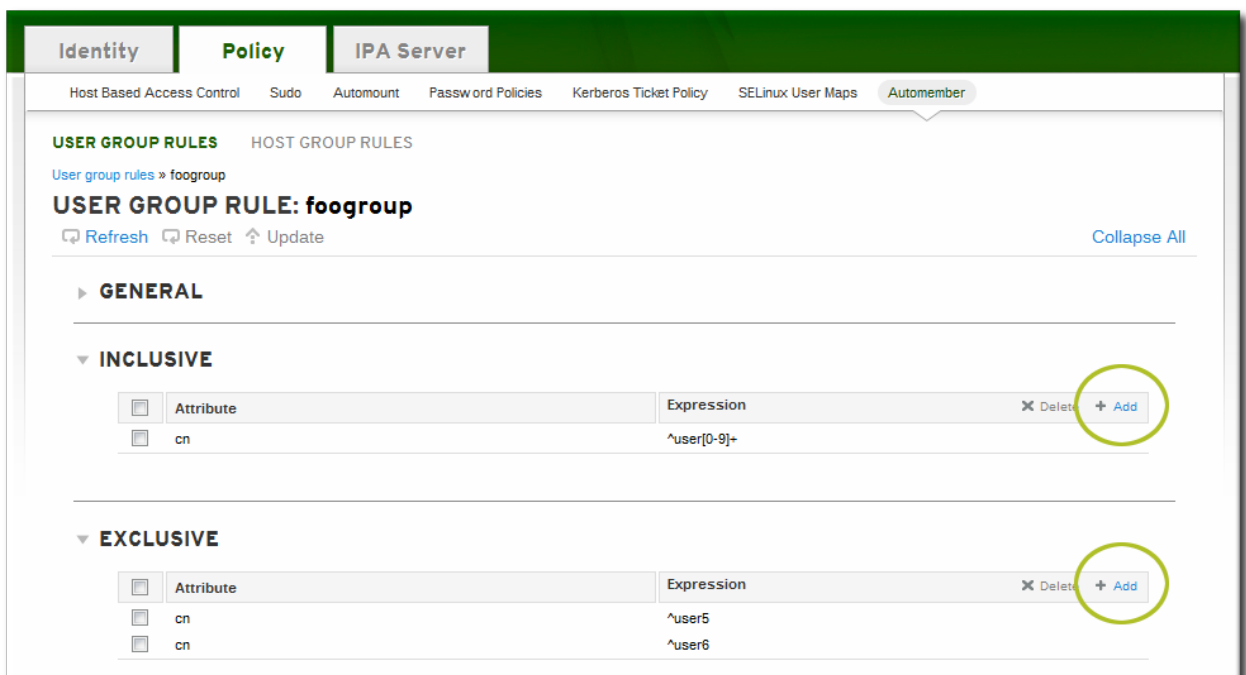 Identity Policy IPA Server
Host Based Access Control Sudo Automount Password Policies Kerberos Ticket Policy SELinux User Maps Automember
USER GROUP RULES HOST GROUP RULES
User group rules » foogroup
USER GROUP RULE: foogroup
Refresh Reset Update Collapse All
GENERAL
INCLUSIVE
Attribute Expression Delete + Add
cn ^user[0-9]+
EXCLUSIVE
Attribute Expression Delete + Add
cn ^user5
cn ^user6